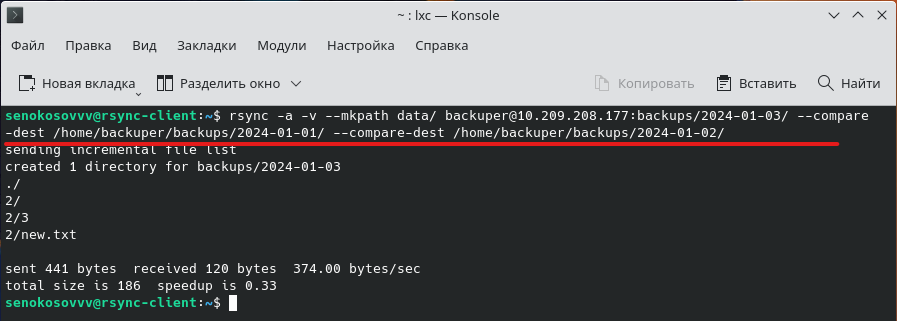 ~ : lxc — Konsole
Файл Правка Вид Закладки Модули Настройка Справка
Новая вкладка Разделить окно Копировать Вставить Найти
senokosovvv@rsync-client:~$ rsync -a -v --mkpath data/ backuper@10.209.208.177:backups/2024-01-03/ --compare
-dest /home/backuper/backups/2024-01-01/ --compare-dest /home/backuper/backups/2024-01-02/
sending incremental file list
created 1 directory for backups/2024-01-03
./
2/
2/3
2/new.txt
sent 441 bytes  received 120 bytes  374.00 bytes/sec
total size is 186  speedup is 0.33
senokosovvv@rsync-client:~$